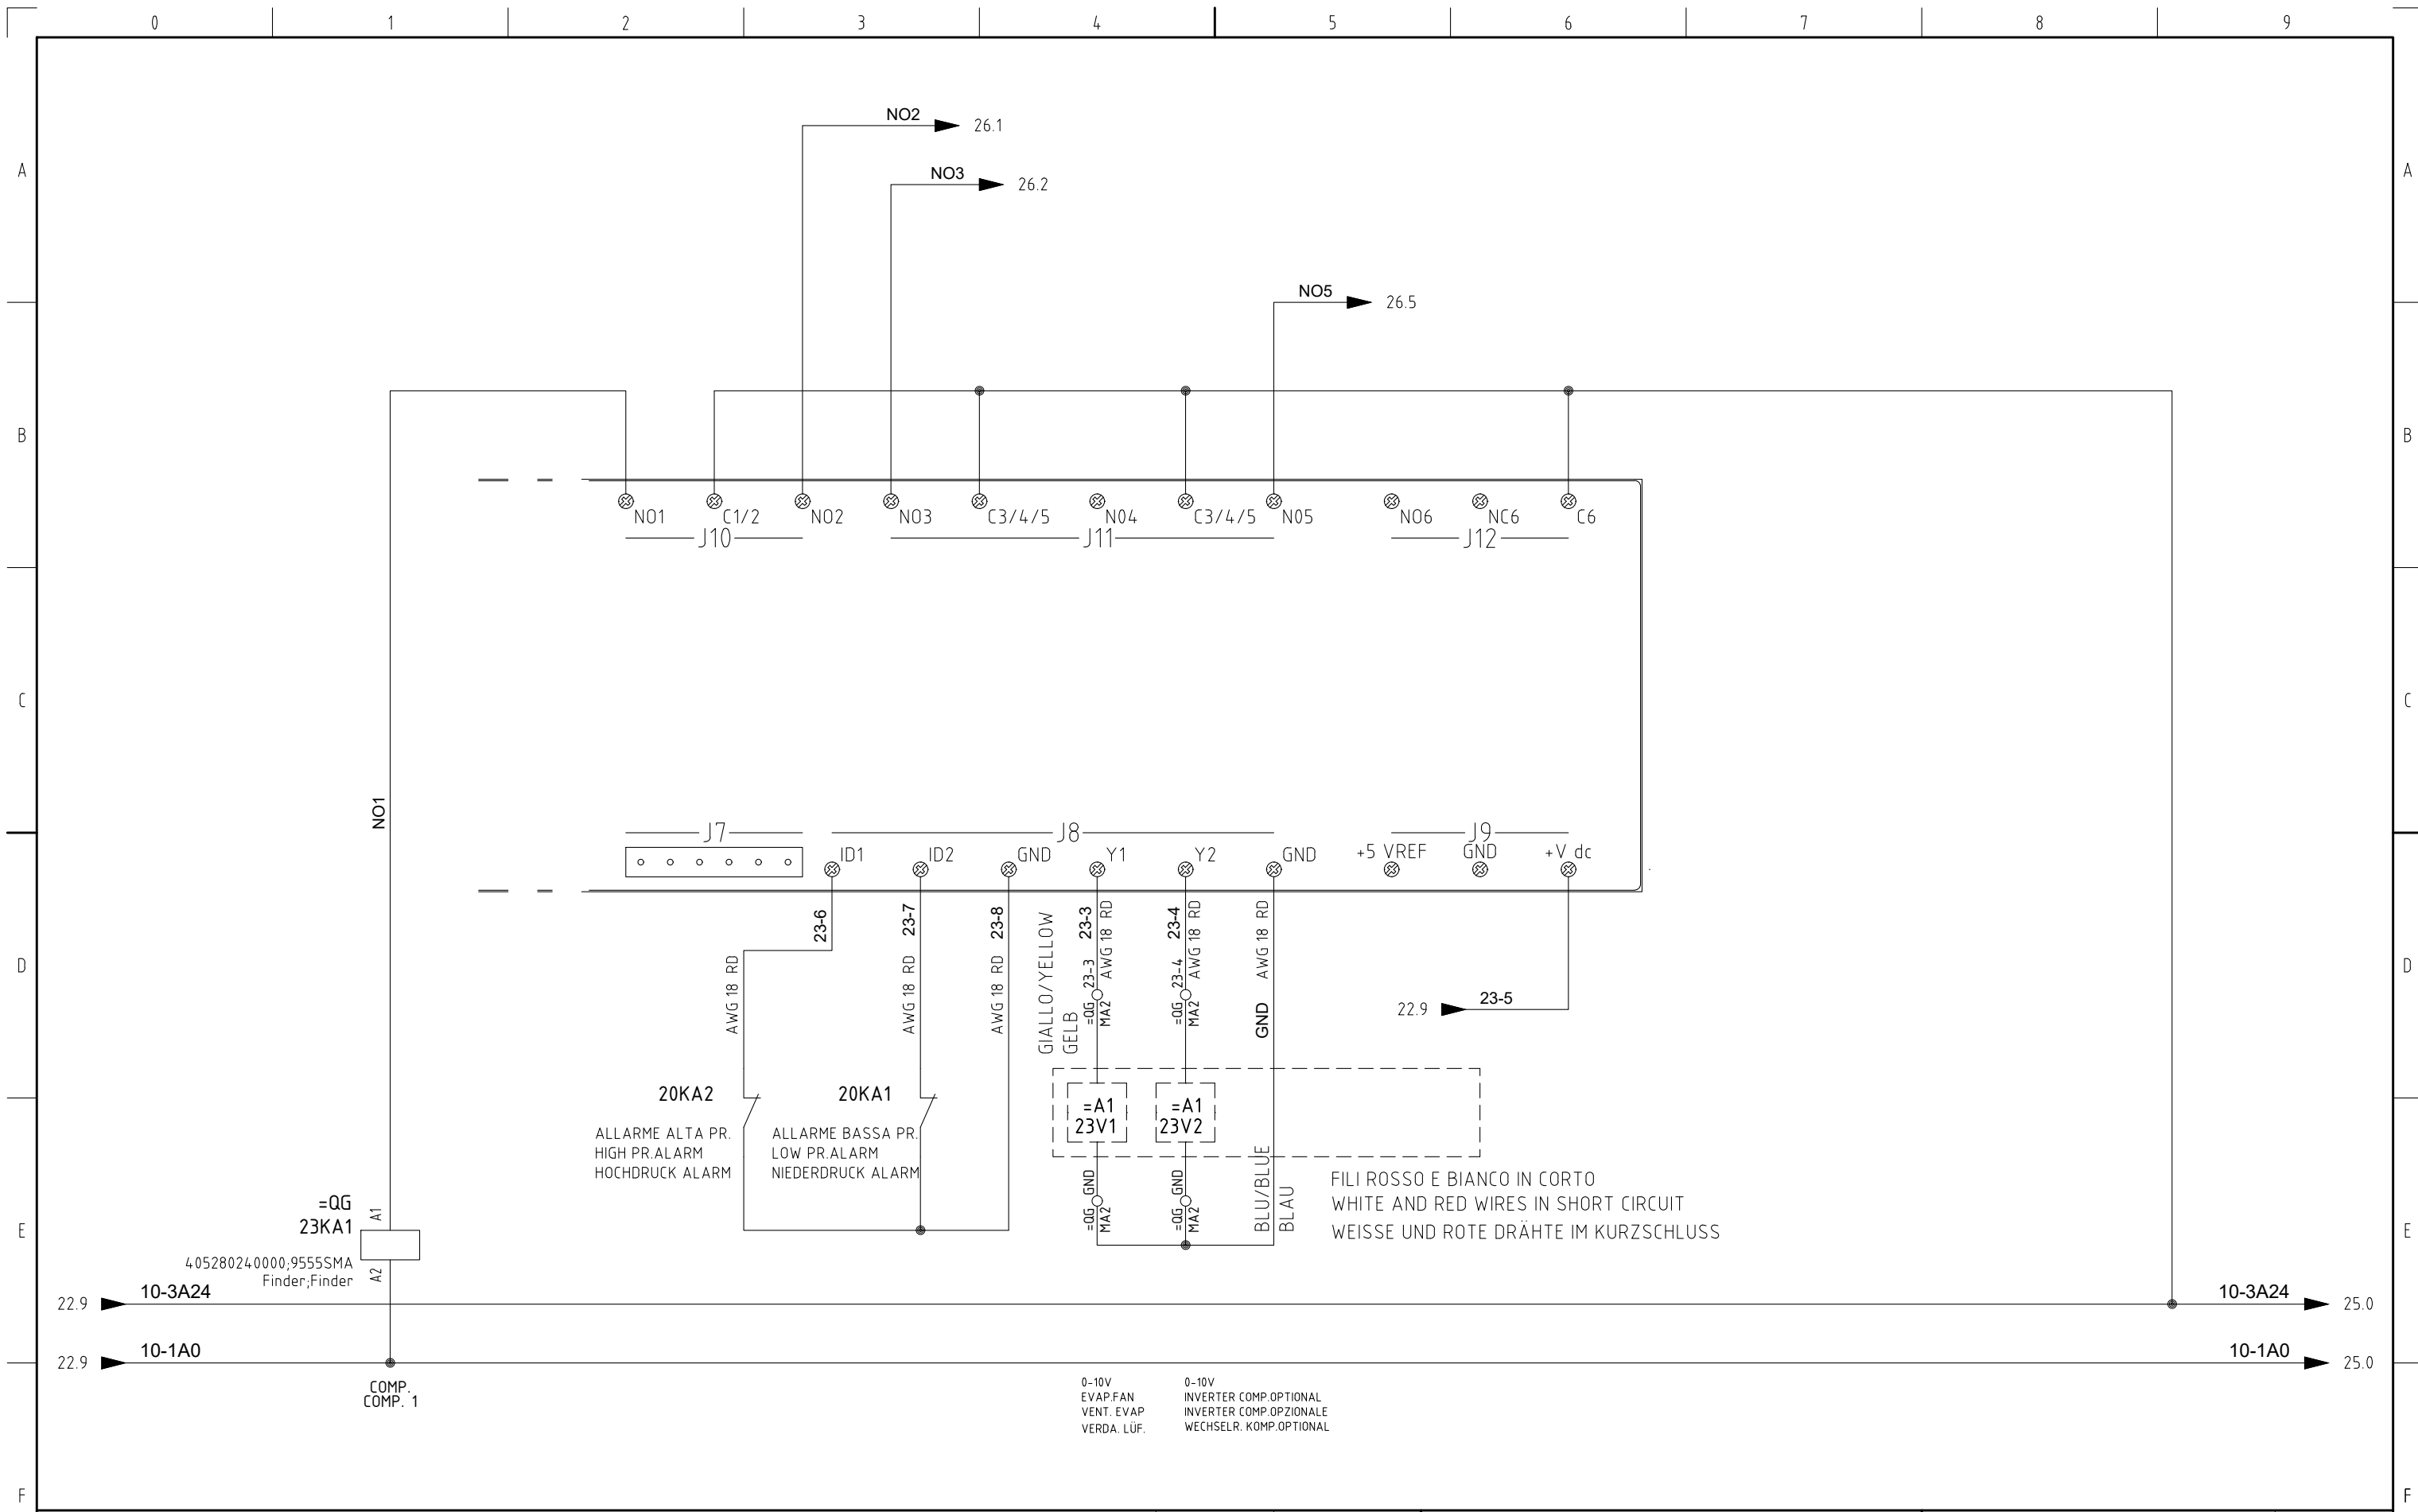 0 1 2 3 4 5 6 7 8 9
NO2
26.1
A A
NO3
26.2
NO5
26.5
B B
NO1 C1/2 NO2 NO3 C3/4/5 N04 C3/4/5 N05 NO6 NC6 C6
J10 J11 J12
C C
NO1
J7 J8 J9
ID1 ID2 GND Y1 Y2 GND +5 VREF GND +V dc
23-6
23-7
23-8
GIALLO/YELLOW
GELB
23-3
23-3
AWG 18 RD
23-4
23-4
AWG 18 RD
AWG 18 RD
D D
AWG 18 RD
AWG 18 RD
AWG 18 RD
=QG
MA2
=QG
MA2
GND
22.9
23-5
20KA2
20KA1
=A1
23V1
=A1
23V2
ALLARME ALTA PR.
HIGH PR.ALARM
HOCHDRUCK ALARM
ALLARME BASSA PR.
LOW PR.ALARM
NIEDERDRUCK ALARM
GND
=QG
MA2
GND
=QG
MA2
BLU/BLUE
BLAU
FILI ROSSO E BIANCO IN CORTO
WHITE AND RED WIRES IN SHORT CIRCUIT
WEISSE UND ROTE DRÄHTE IM KURZSCHLUSS
E E
=QG
23KA1
A1
405280240000;9555SMA
Finder;Finder
A2
22.9
10-3A24
10-3A24
25.0
22.9
10-1A0
10-1A0
25.0
COMP.
COMP. 1
0-10V
EVAP.FAN
VENT. EVAP
VERDA. LÜF.
0-10V
INVERTER COMP.OPTIONAL
INVERTER COMP.OPZIONALE
WECHSELR. KOMP.OPTIONAL
F F